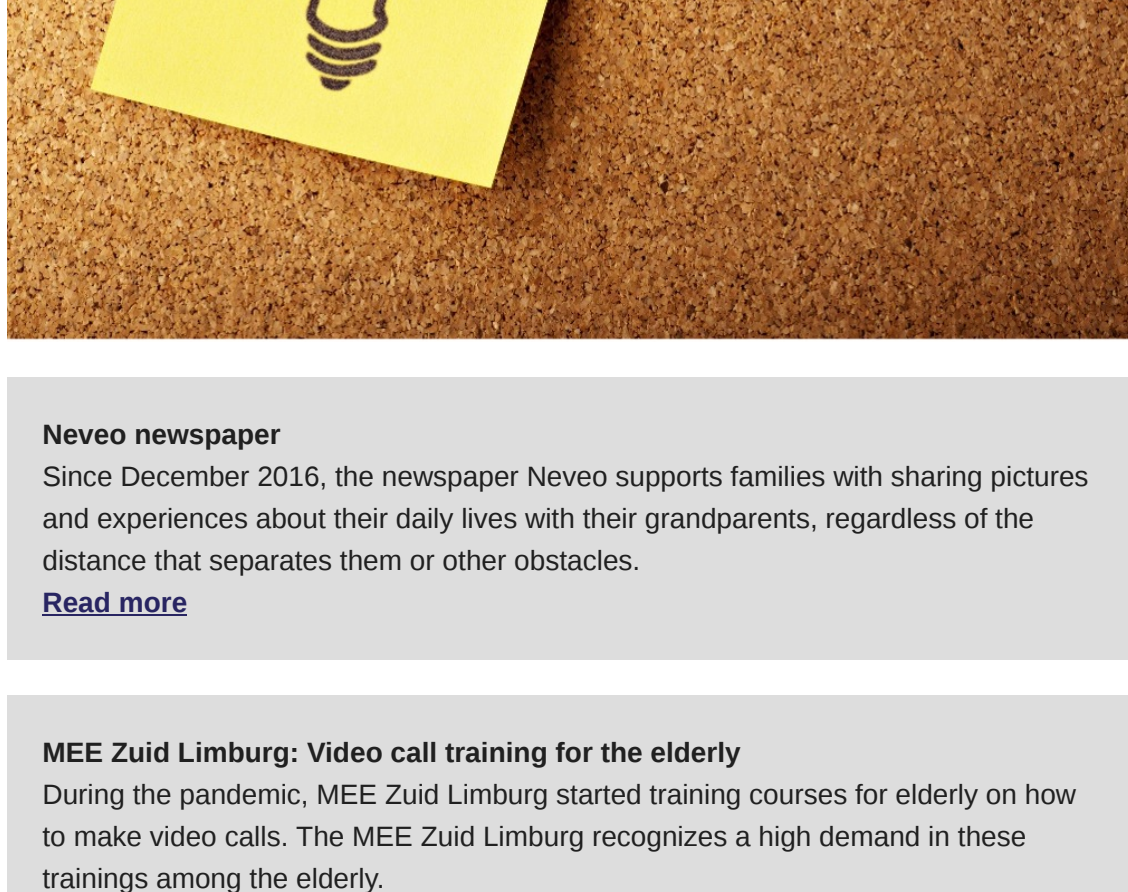 Neveo newspaper
Since December 2016, the newspaper Neveo supports families with sharing pictures
and experiences about their daily lives with their grandparents, regardless of the
distance that separates them or other obstacles.
Read more
MEE Zuid Limburg: Video call training for the elderly
During the pandemic, MEE Zuid Limburg started training courses for elderly on how
to make video calls. The MEE Zuid Limburg recognizes a high demand in these
trainings among the elderly.